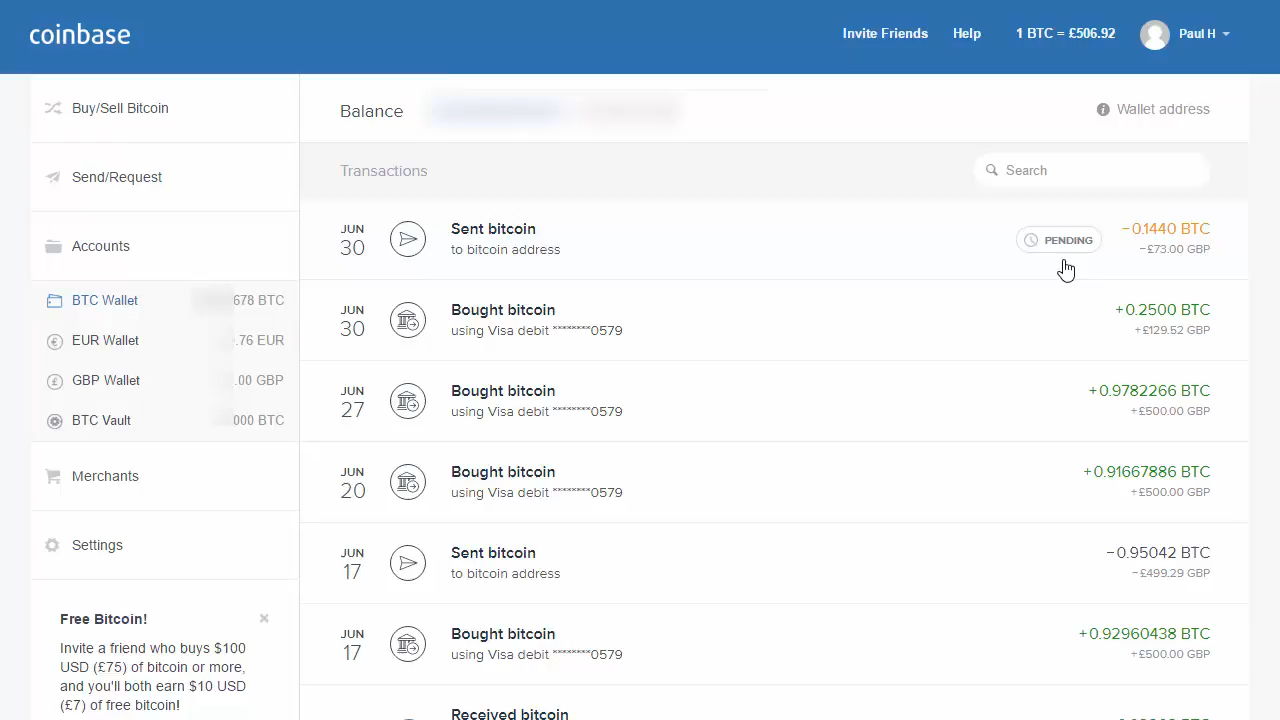 coinbase
Invite Friends
Help
1 BTC = £506.92
Paul H
Buy/Sell Bitcoin
Send/Request
Accounts
BTC Wallet 678 BTC
EUR Wallet .76 EUR
GBP Wallet .00 GBP
BTC Vault 000 BTC
Merchants
Settings
Free Bitcoin!
Invite a friend who buys $100
USD (£75) of bitcoin or more,
and you'll both earn $10 USD
(£7) of free bitcoin!
Balance
Wallet address
Transactions
Search
JUN
30
Sent bitcoin
to bitcoin address
PENDING
−0.1440 BTC
−£73.00 GBP
JUN
30
Bought bitcoin
using Visa debit ********0579
+0.2500 BTC
+£129.52 GBP
JUN
27
Bought bitcoin
using Visa debit ********0579
+0.9782266 BTC
+£500.00 GBP
JUN
20
Bought bitcoin
using Visa debit ********0579
+0.91667886 BTC
+£500.00 GBP
JUN
17
Sent bitcoin
to bitcoin address
−0.95042 BTC
−£499.29 GBP
JUN
17
Bought bitcoin
using Visa debit ********0579
+0.92960438 BTC
+£500.00 GBP
Received bitcoin